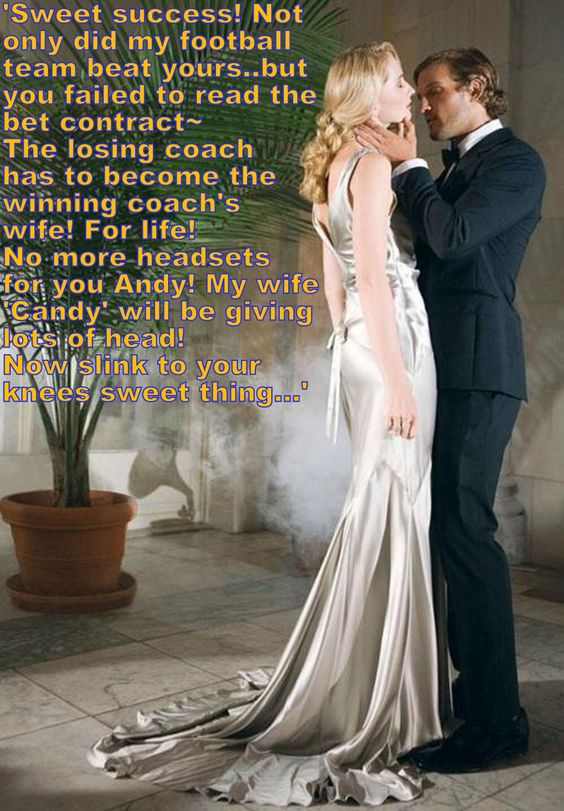 'Sweet success! Not
only did my football
team beat yours..but
you failed to read the
bet contract~
The losing coach
has to become the
winning coach's
wife! For life!
No more headsets
for you Andy! My wife
'Candy' will be giving
lots of head!
Now slink to your
knees sweet thing...'